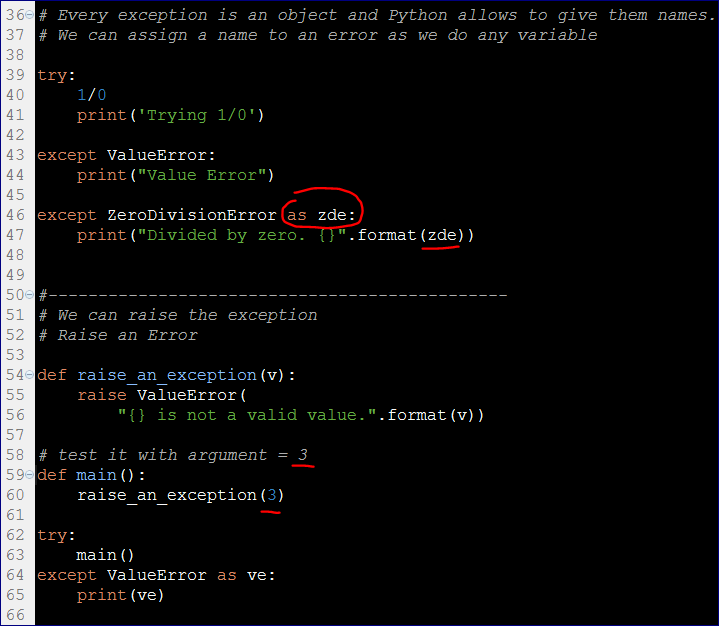 36 # Every exception is an object and Python allows to give them names.
37 # We can assign a name to an error as we do any variable
38
39 try:
40     1/0
41     print('Trying 1/0')
42
43 except ValueError:
44     print("Value Error")
45
46 except ZeroDivisionError as zde:
47     print("Divided by zero. {}".format(zde))
48
49
50 #----------------------------------------------
51 # We can raise the exception
52 # Raise an Error
53
54 def raise_an_exception(v):
55     raise ValueError(
56         "{} is not a valid value.".format(v))
57
58 # test it with argument = 3
59 def main():
60     raise_an_exception(3)
61
62 try:
63     main()
64 except ValueError as ve:
65     print(ve)
66